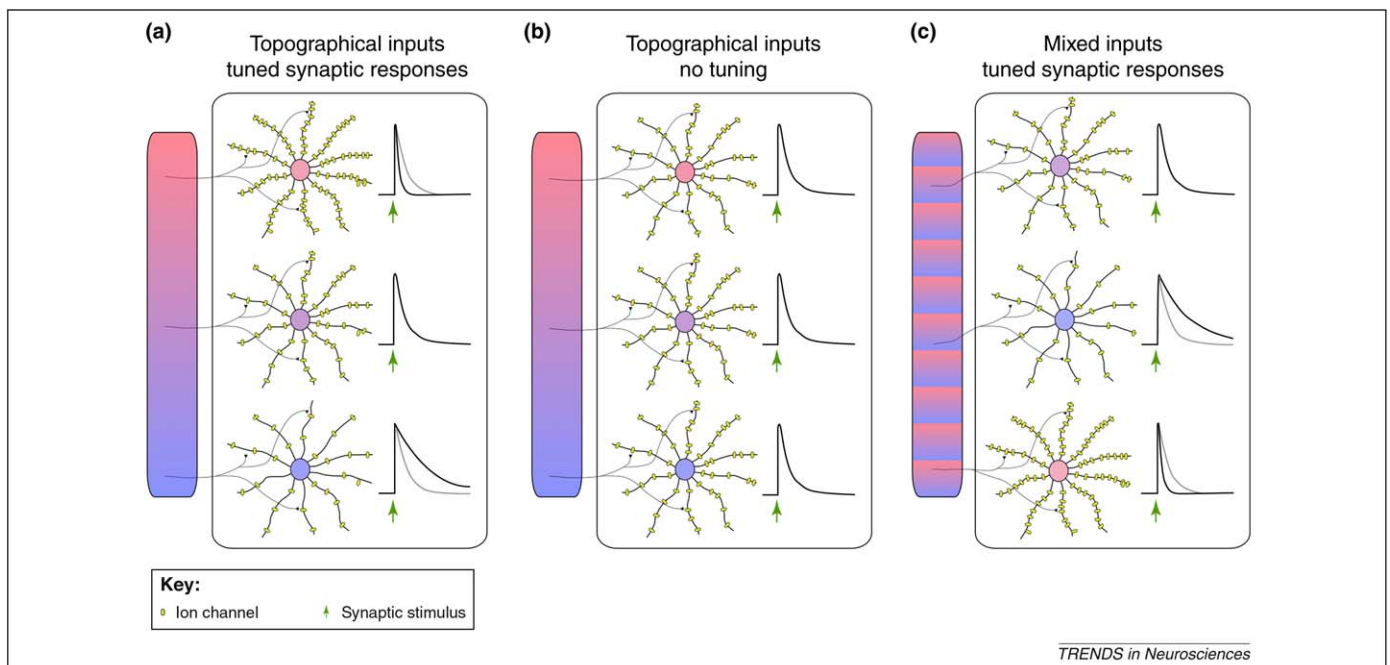 (a)
Topographical inputs
tuned synaptic responses
(b)
Topographical inputs
no tuning
(c)
Mixed inputs
tuned synaptic responses
Key:
Ion channel
Synaptic stimulus
TRENDS in Neurosciences